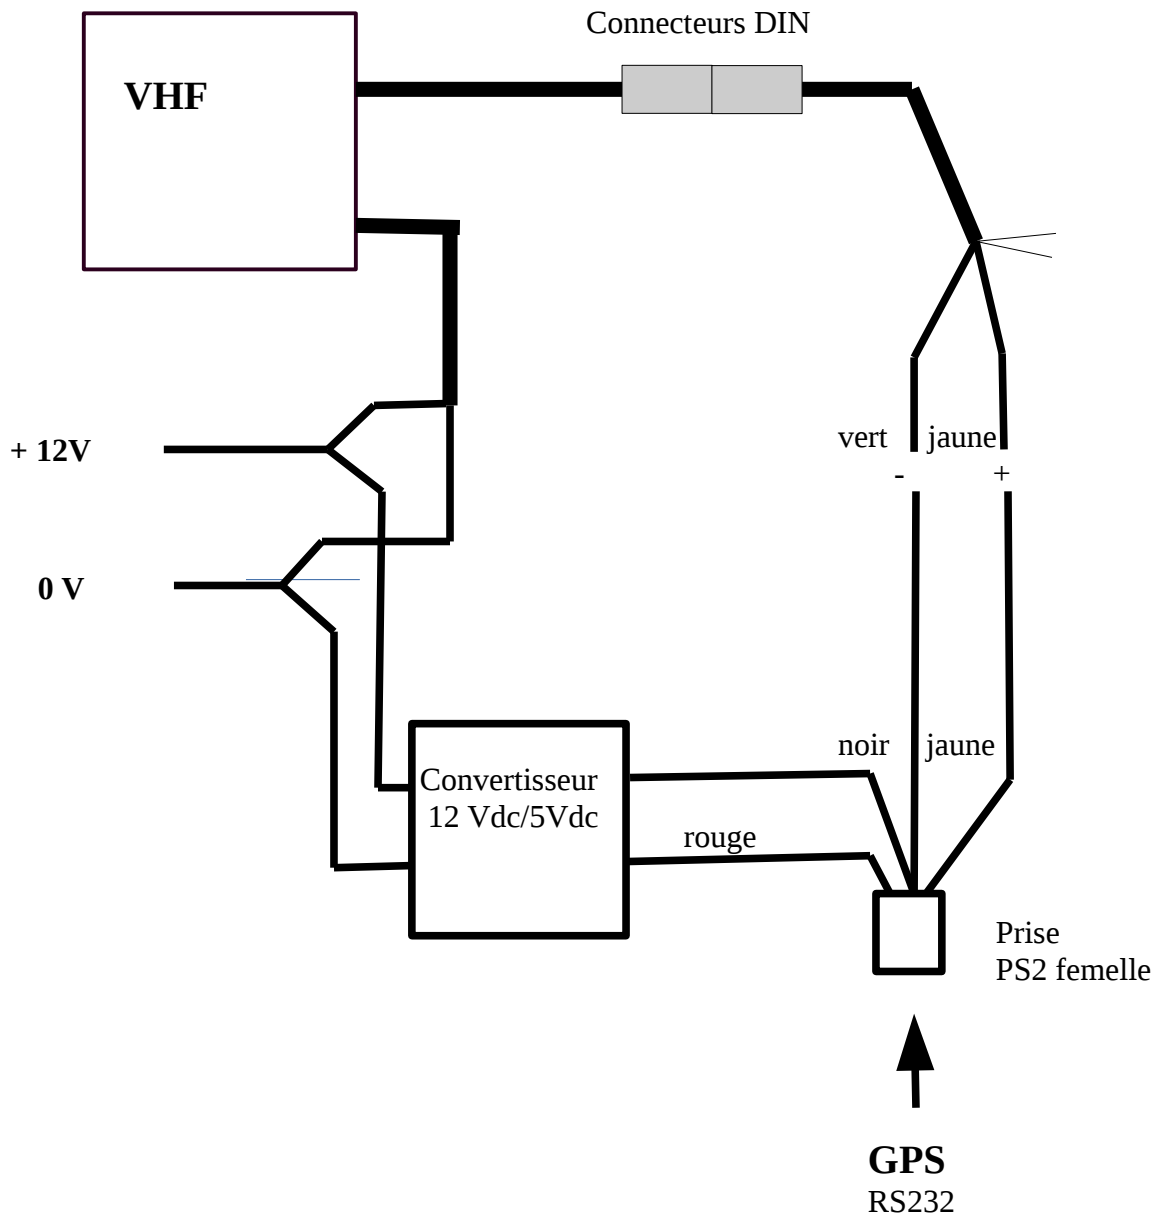 Connecteurs DIN
VHF
vert jaune
+ 12V
- +
0 V
noir jaune
Convertisseur
12 Vdc/5Vdc
rouge
Prise
PS2 femelle
GPS
RS232